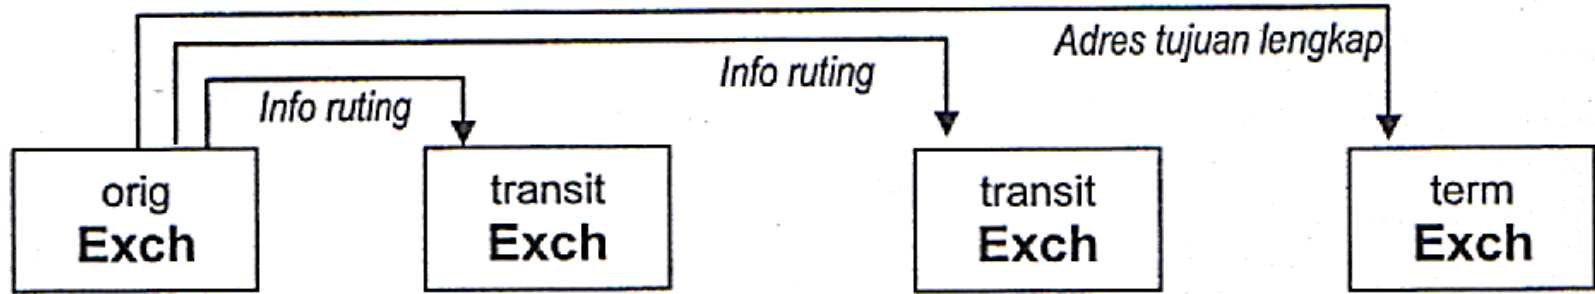 Adres tujuan lengkap
Info ruting
Info ruting
orig
Exch
transit
Exch
transit
Exch
term
Exch